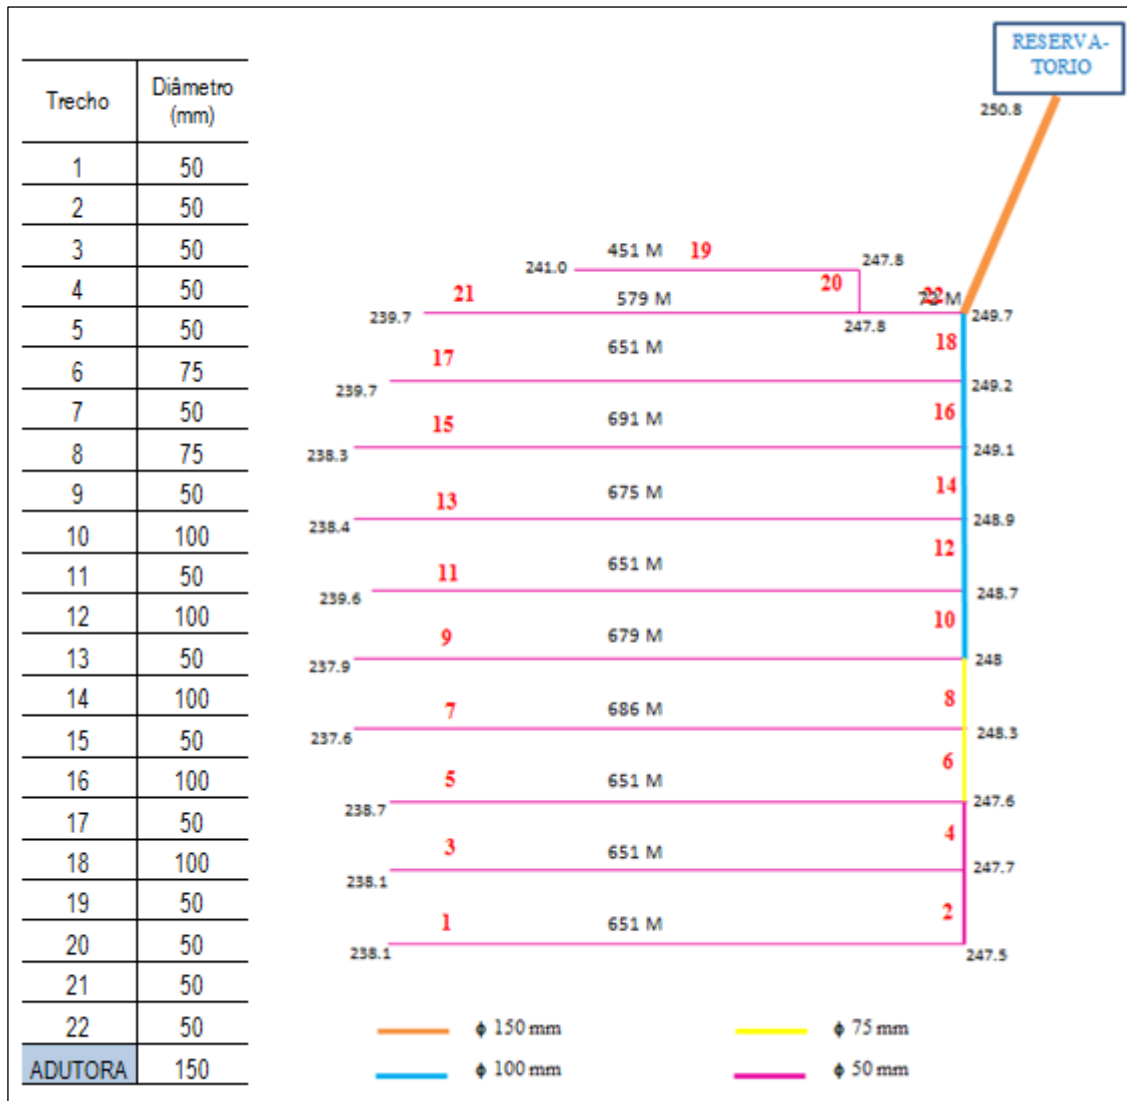 Trecho Diâmetro (mm)
1 50
2 50
3 50
4 50
5 50
6 75
7 50
8 75
9 50
10 100
11 50
12 100
13 50
14 100
15 50
16 100
17 50
18 100
19 50
20 50
21 50
22 50
ADUTORA 150
RESERVA-
TORIO
250.8
451 M 19
241.0 247.8
21 579 M 20 22 73 M
239.7 247.8 249.7
651 M 18
17
239.7 249.2
691 M 16
15
238.3 249.1
675 M 14
13
238.4 248.9
651 M 12
11
239.6 248.7
679 M 10
9
237.9 248
686 M 8
7
237.6 248.3
651 M 6
5
238.7 247.6
651 M 4
3
238.1 247.7
651 M 2
1
238.1 247.5
ϕ 150 mm ϕ 75 mm
ϕ 100 mm ϕ 50 mm